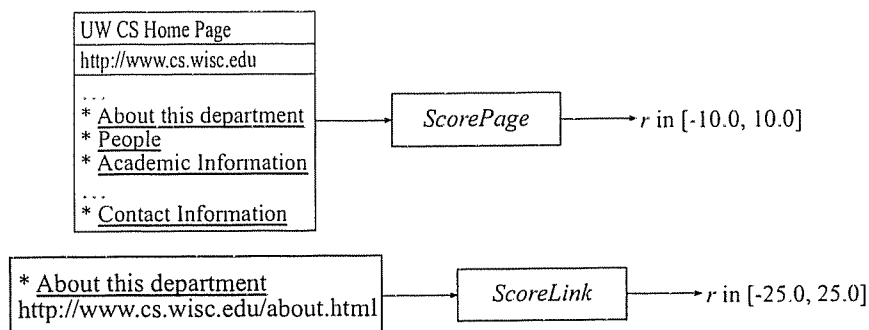 UW CS Home Page
http://www.cs.wisc.edu
...
* About this department
* People
* Academic Information
...
* Contact Information
ScorePage
r in [-10.0, 10.0]
* About this department
http://www.cs.wisc.edu/about.html
ScoreLink
r in [-25.0, 25.0]